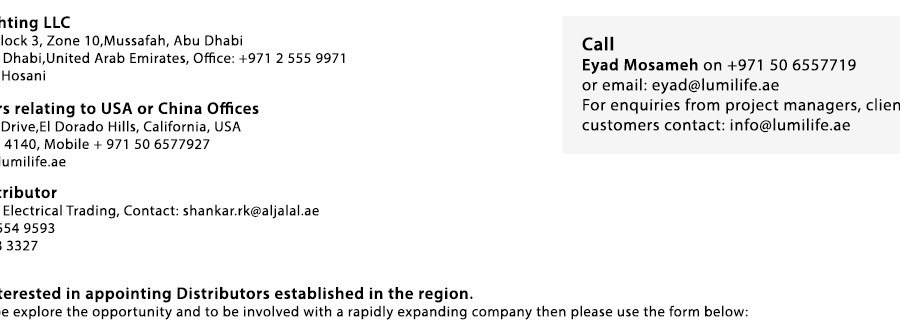 hting LLC
lock 3, Zone 10,Mussafah, Abu Dhabi
Dhabi,United Arab Emirates, Office: +971 2 555 9971
Hosani
rs relating to USA or China Offices
Drive,El Dorado Hills, California, USA
4140, Mobile + 971 50 6577927
lumilife.ae
tributor
Electrical Trading, Contact: shankar.rk@aljalal.ae
554 9593
3 3327
Call
Eyad Mosameh on +971 50 6557719
or email: eyad@lumilife.ae
For enquiries from project managers, clien
customers contact: info@lumilife.ae
terested in appointing Distributors established in the region.
be explore the opportunity and to be involved with a rapidly expanding company then please use the form below: